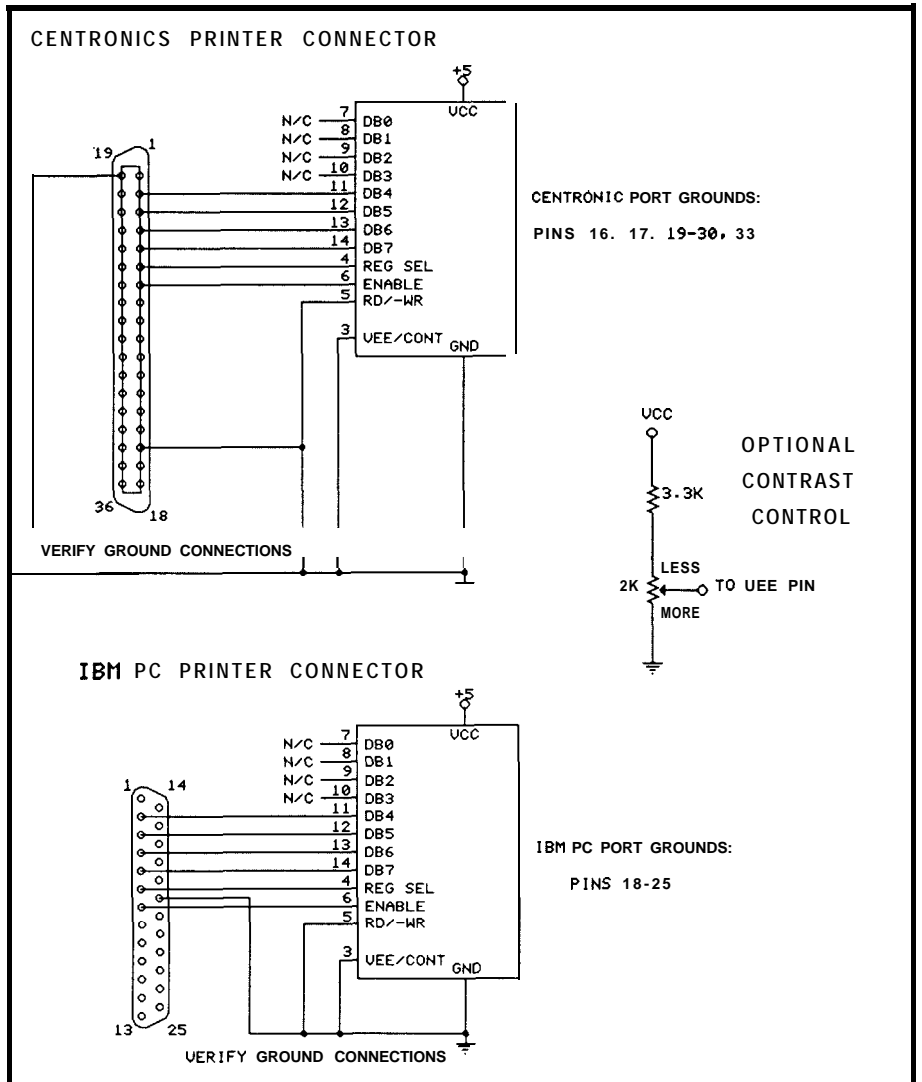 CENTRONICS PRINTER CONNECTOR
+5
VCC
N/C 7 DB0
N/C 8 DB1
N/C 9 DB2
N/C 10 DB3
11 DB4
12 DB5
13 DB6
14 DB7
4 REG SEL
6 ENABLE
5 RD/-WR
3 VEE/CONT
GND
19 1
36 18
CENTRONIC PORT GROUNDS:
PINS 16. 17. 19-30, 33
VERIFY GROUND CONNECTIONS
VCC
3.3K
2K
LESS
TO UEE PIN
MORE
OPTIONAL
CONTRAST
CONTROL
IBM PC PRINTER CONNECTOR
+5
VCC
N/C 7 DB0
N/C 8 DB1
N/C 9 DB2
N/C 10 DB3
11 DB4
12 DB5
13 DB6
14 DB7
4 REG SEL
6 ENABLE
5 RD/-WR
3 VEE/CONT
GND
1 14
13 25
IBM PC PORT GROUNDS:
PINS 18-25
VERIFY GROUND CONNECTIONS